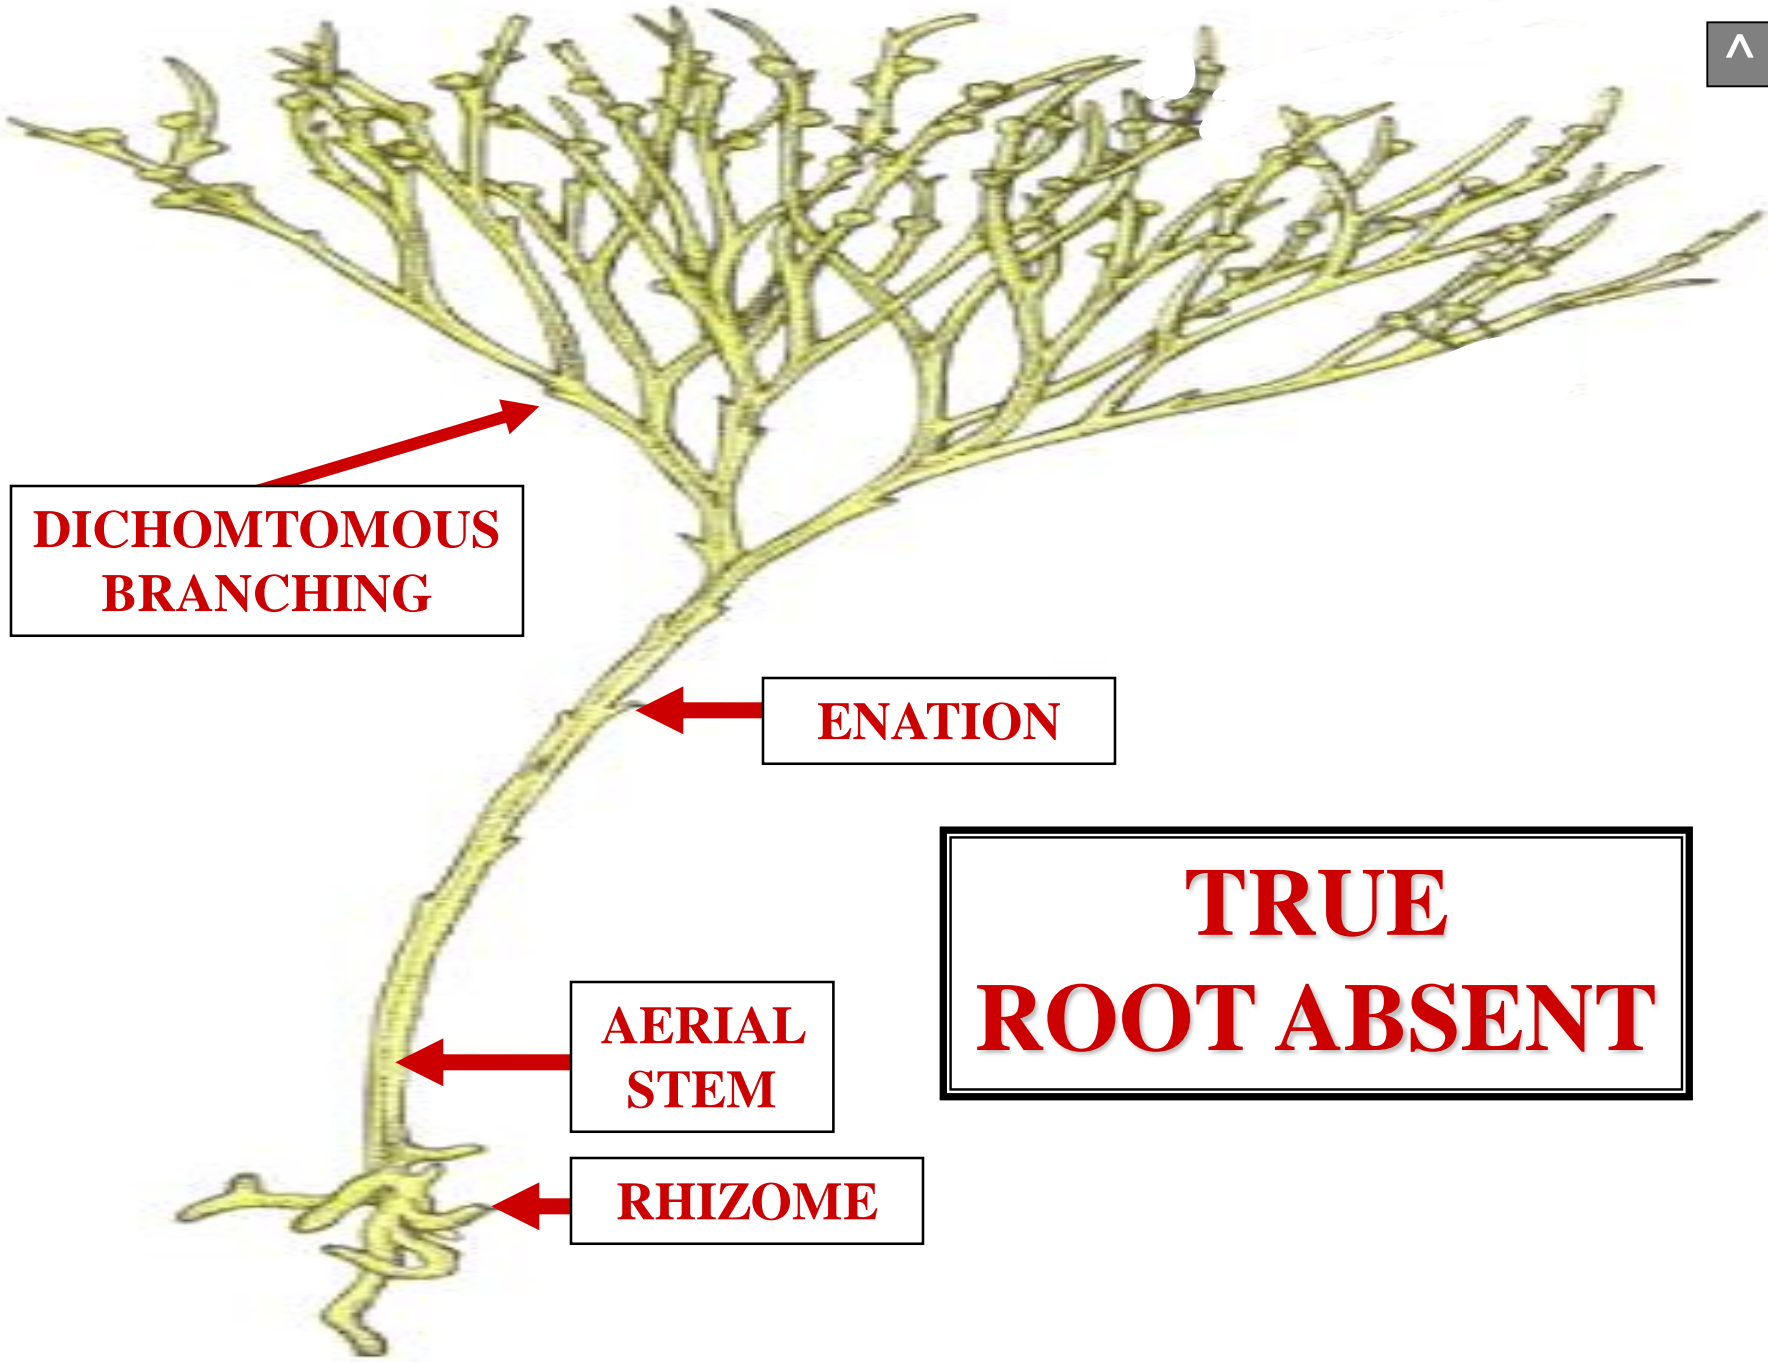 ^
DICHOMTOMOUS
BRANCHING
ENATION
TRUE
ROOT ABSENT
AERIAL
STEM
RHIZOME